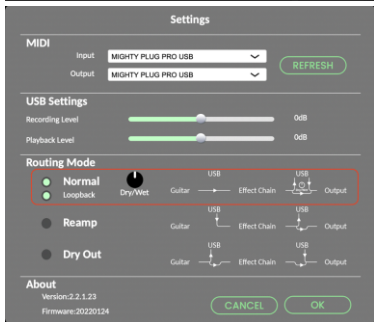 Settings
MIDI
Input MIGHTY PLUG PRO USB
REFRESH
Output MIGHTY PLUG PRO USB
USB Settings
Recording Level 0dB
Playback Level 0dB
Routing Mode
USB USB
Normal
Loopback Dry/Wet Guitar Effect Chain Output
USB USB
Reamp Guitar Effect Chain Output
USB USB
Dry Out Guitar Effect Chain Output
About
Version:2.2.1.23
Firmware:20220124
CANCEL OK